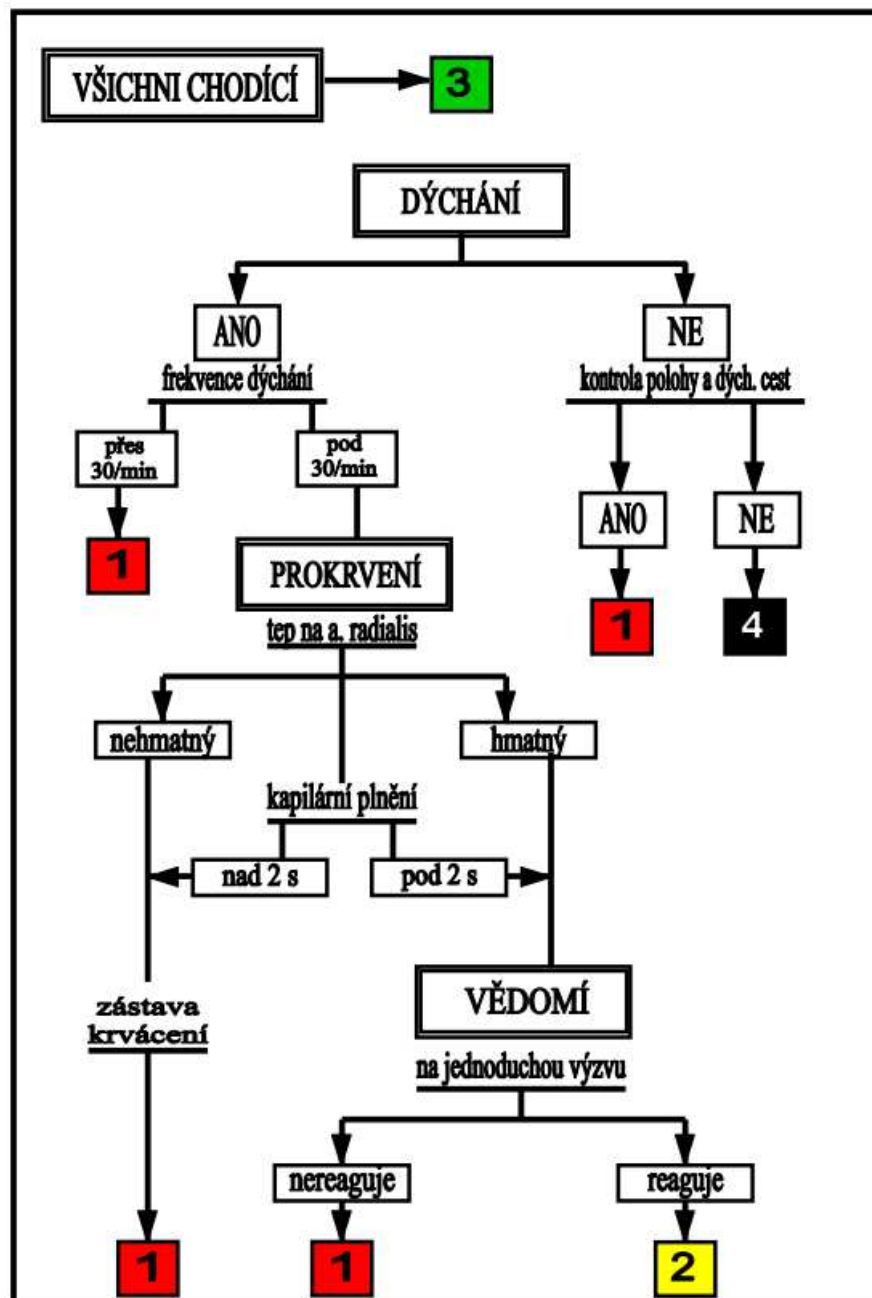 VŠICHNI CHODÍCÍ
3
DÝCHÁNÍ
ANO
NE
frekvence dýchání
kontrola polohy a dých. cest
přes
30/min
pod
30/min
ANO
NE
1
PROKRVENÍ
1
4
tep na a. radialis
nehmatný
hmatný
kapilární plnění
nad 2 s
pod 2 s
VĚDOMÍ
zástava
krvácení
na jednoduchou výzvu
nereaguje
reaguje
1
1
2